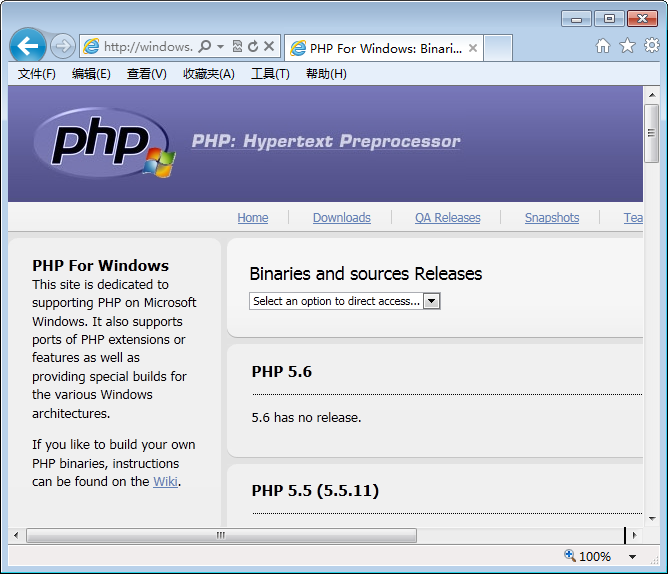 http://windows.
PHP For Windows: Binari...
文件(F) 编辑(E) 查看(V) 收藏夹(A) 工具(T) 帮助(H)
php
PHP: Hypertext Preprocessor
Home Downloads QA Releases Snapshots Tea
PHP For Windows
This site is dedicated to
supporting PHP on Microsoft
Windows. It also supports
ports of PHP extensions or
features as well as
providing special builds for
the various Windows
architectures.
If you like to build your own
PHP binaries, instructions
can be found on the Wiki.
Binaries and sources Releases
Select an option to direct access...
PHP 5.6
5.6 has no release.
PHP 5.5 (5.5.11)
100%